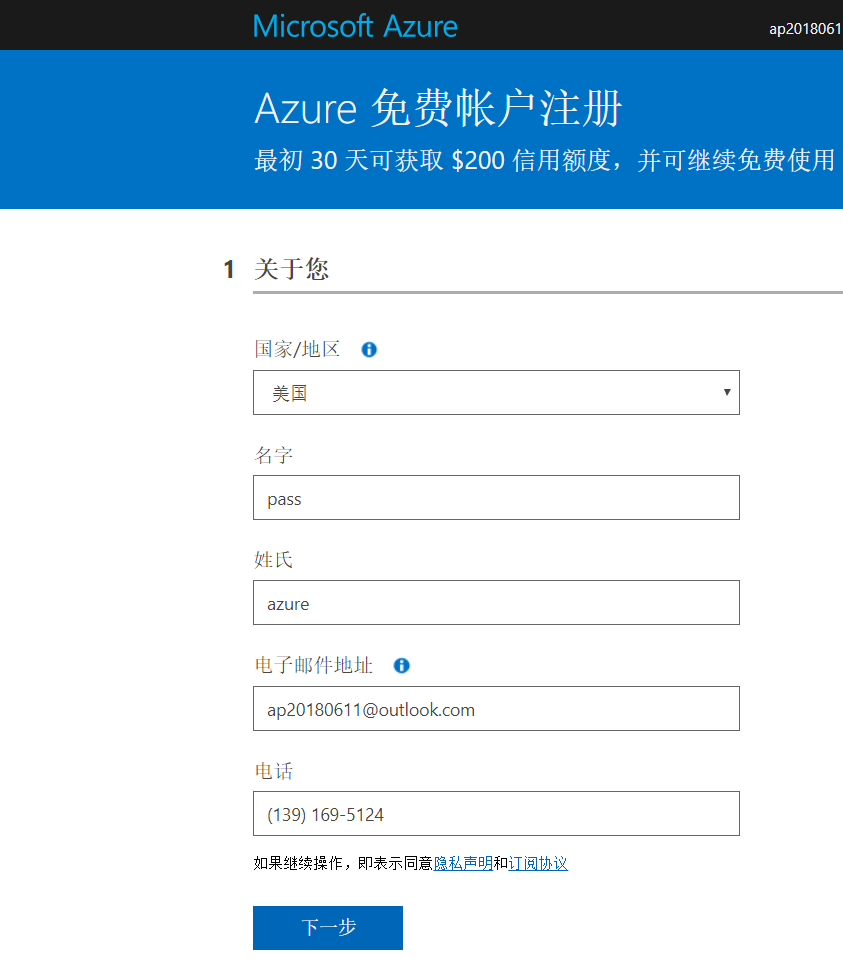 Microsoft Azure
ap2018061
Azure 免费帐户注册
最初 30 天可获取 $200 信用额度，并可继续免费使用
1 关于您
国家/地区
美国
名字
pass
姓氏
azure
电子邮件地址
ap20180611@outlook.com
电话
(139) 169-5124
如果继续操作，即表示同意隐私声明和订阅协议
下一步